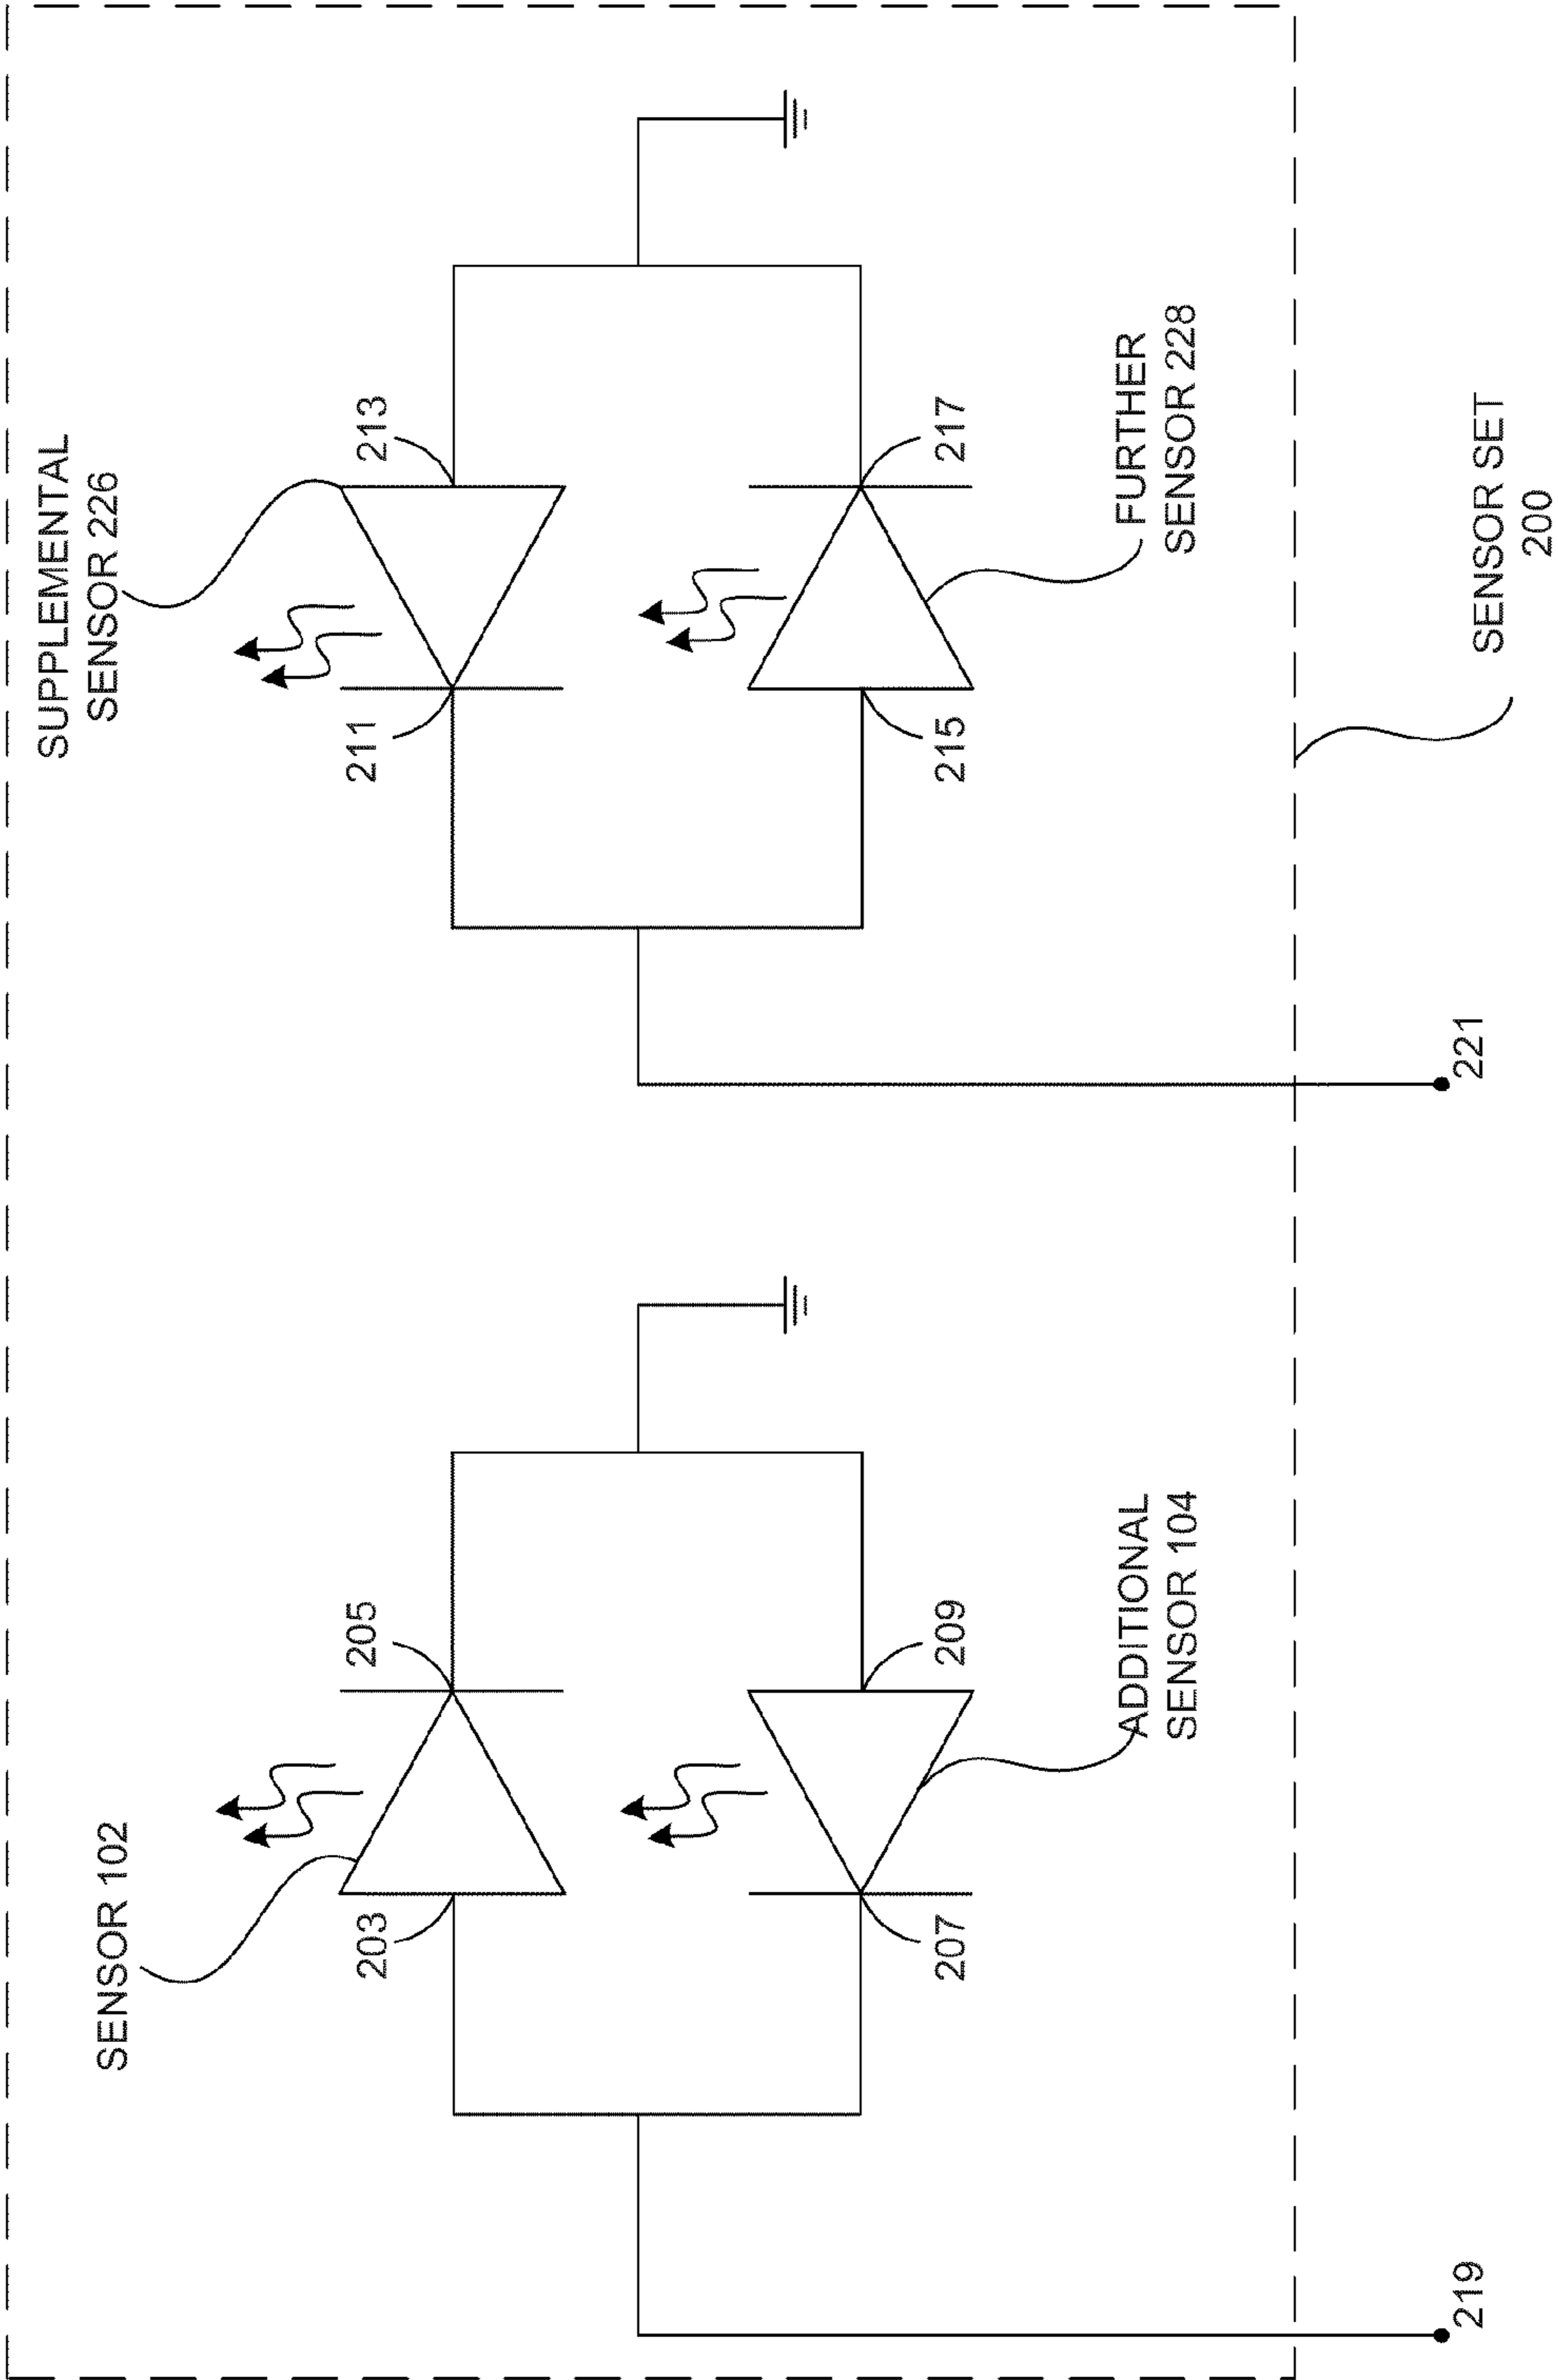 SENSOR 102
SUPPLEMENTAL
SENSOR 226
203
205
211
213
207
209
215
217
ADDITIONAL
SENSOR 104
FURTHER
SENSOR 228
219
221
SENSOR SET
200